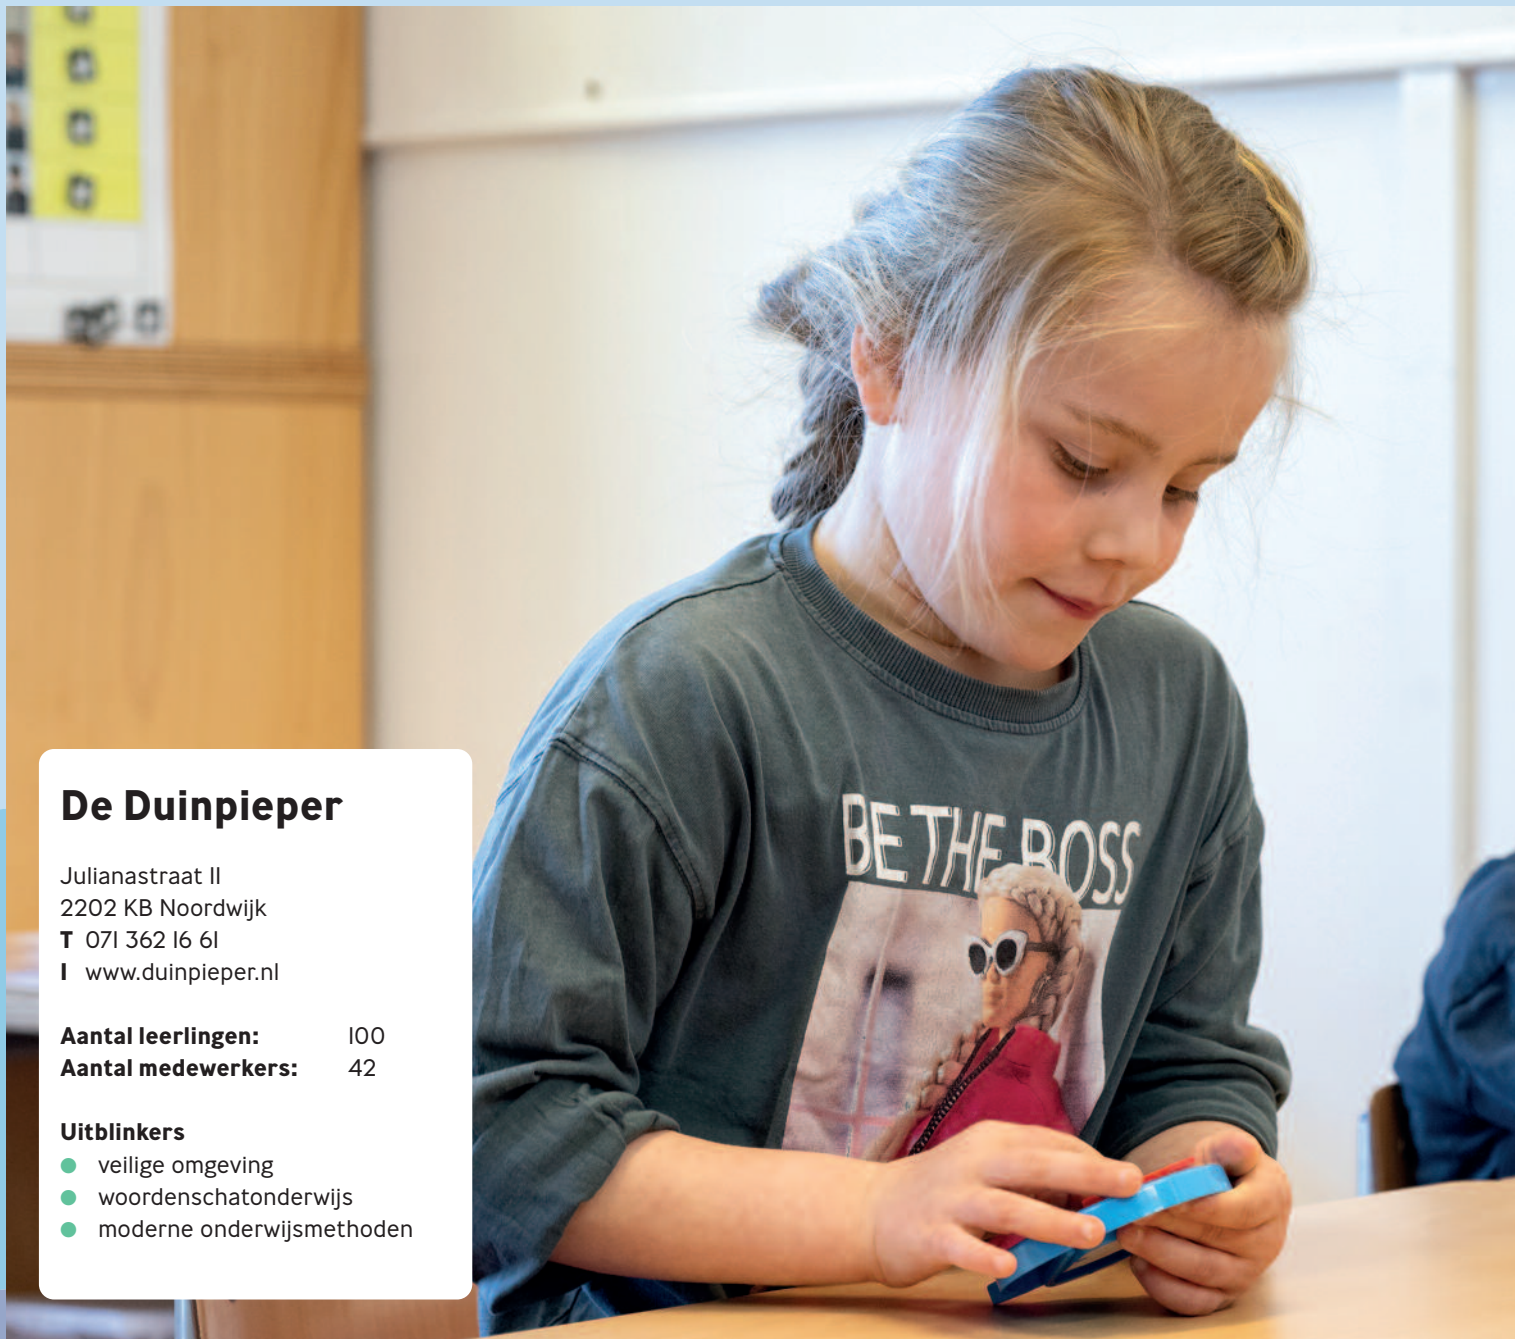 BE THE BOSS
De Duinpieper
Julianastraat 11
2202 KB Noordwijk
T 071 362 16 61
I www.duinpieper.nl
Aantal leerlingen: 100
Aantal medewerkers: 42
Uitblinkers
veilige omgeving
woordenschatonderwijs
moderne onderwijsmethoden